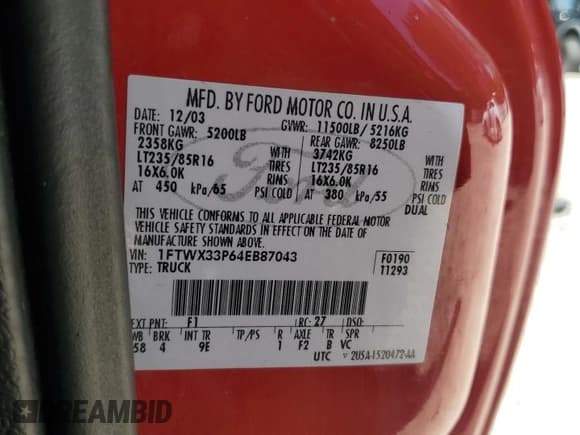 MFD. BY FORD MOTOR CO. IN U.S.A.
DATE: 12/03 GVWR: 11500LB/ 5216KG
FRONT GAWR: 5200LB REAR GAWR: 8250LB
2358KG WITH 3742KG WITH
LT235/85R16 TIRES LT235/85R16 TIRES
16X6.0K RIMS 16X6.0K RIMS
AT 450 kPa/65 PSI COLD AT 380 kPa/55 PSI COLD
DUAL
THIS VEHICLE CONFORMS TO ALL APPLICABLE FEDERAL MOTOR
VEHICLE SAFETY STANDARDS IN EFFECT ON THE DATE OF
MANUFACTURE SHOWN ABOVE.
VIN: 1FTWX33P64EB87043 F0190
TYPE: TRUCK T1293
EXT PNT: F1 RC: 27 DSO:
WB BRK INT TR TP/PS R AXLE TR SPR
58 4 9E 1 F2 B VC
UTC ▽ 2U5A-1520472-AA
Ford
DREAMBID